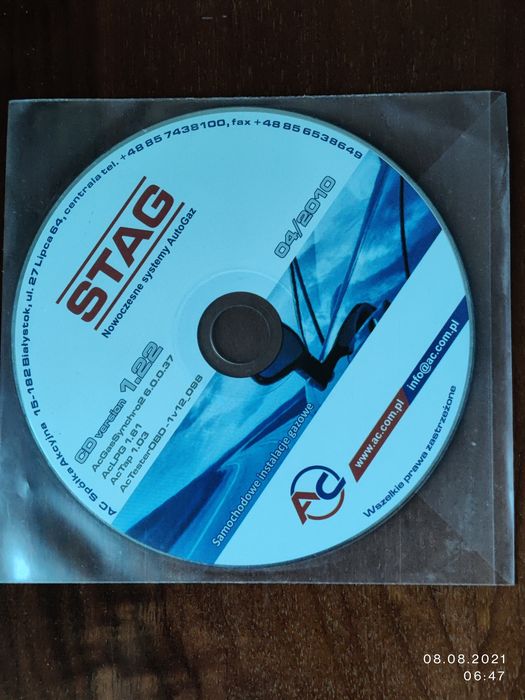 AC Spółka Akcyjna 15-182 Białystok, ul. 27 Lipca 64, centrala tel. +48 85 7438100, fax +48 85 6538649
STAG
Nowoczesne systemy AutoGaz
04/2010
CD version 1.22
AcGasSynchro2 6.0.0.37
AcLPG 1.81
AcTap 1.03
AcTesterOBD-1v12_098
Samochodowe instalacje gazowe
AC
www.ac.com.pl info@ac.com.pl
Wszelkie prawa zastrzeżone
08.08.2021
06:47